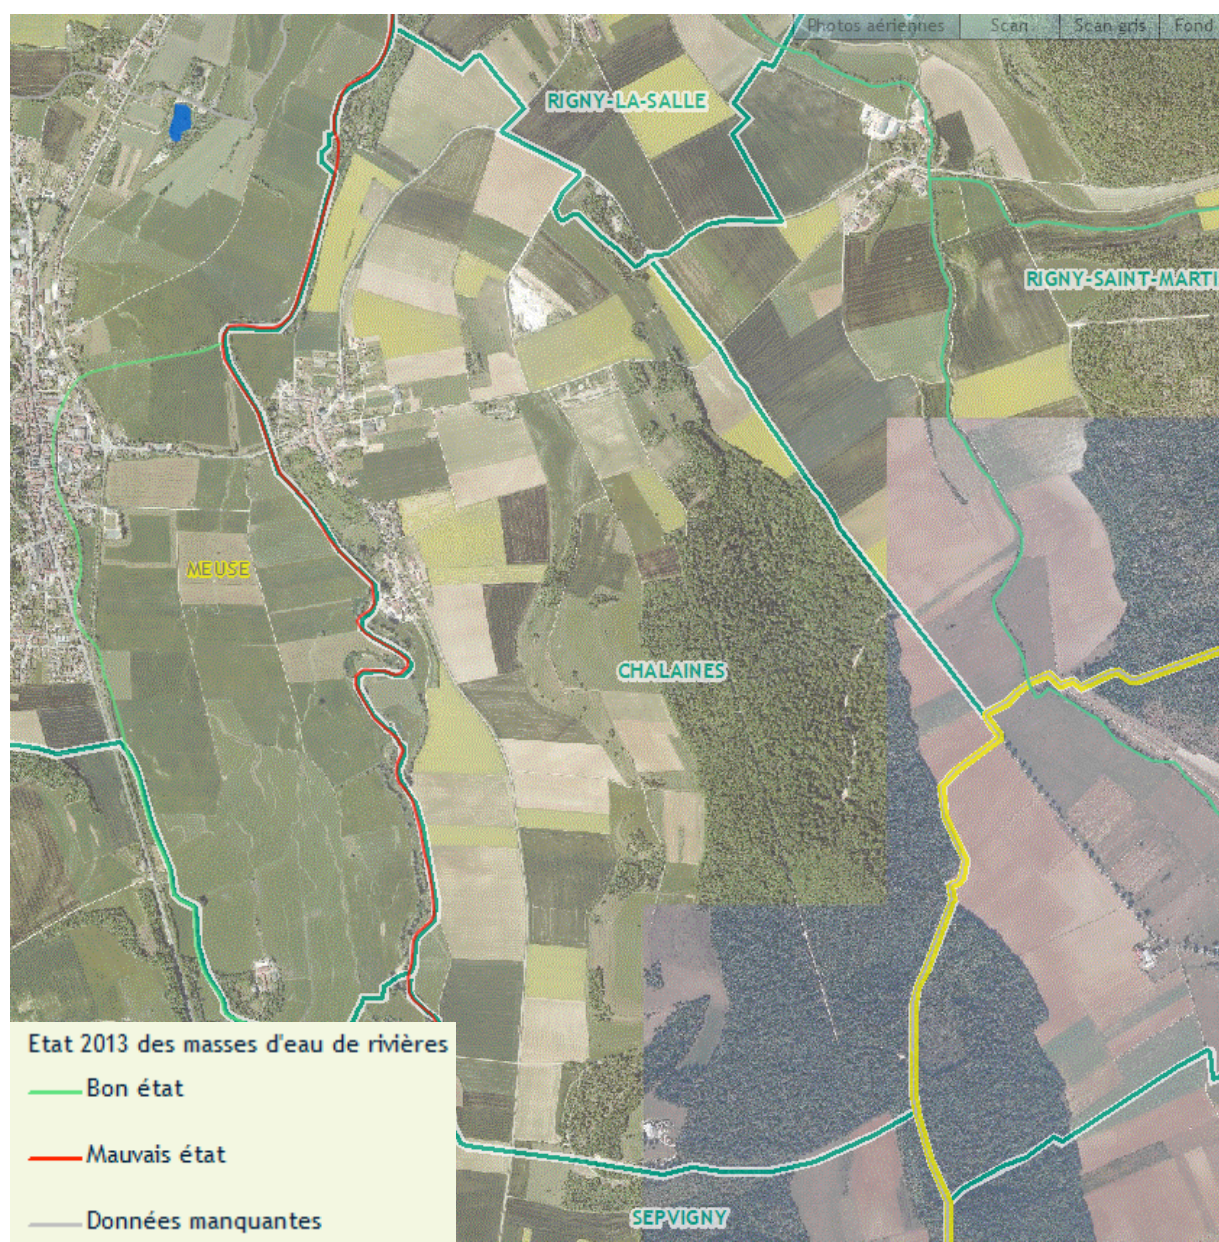 Photos aériennes Scan Scan gris Fond
RIGNY-LA-SALLE
RIGNY-SAINT-MARTI
MEUSE
CHALAINES
SEPVIGNY
Etat 2013 des masses d'eau de rivières
Bon état
Mauvais état
Données manquantes